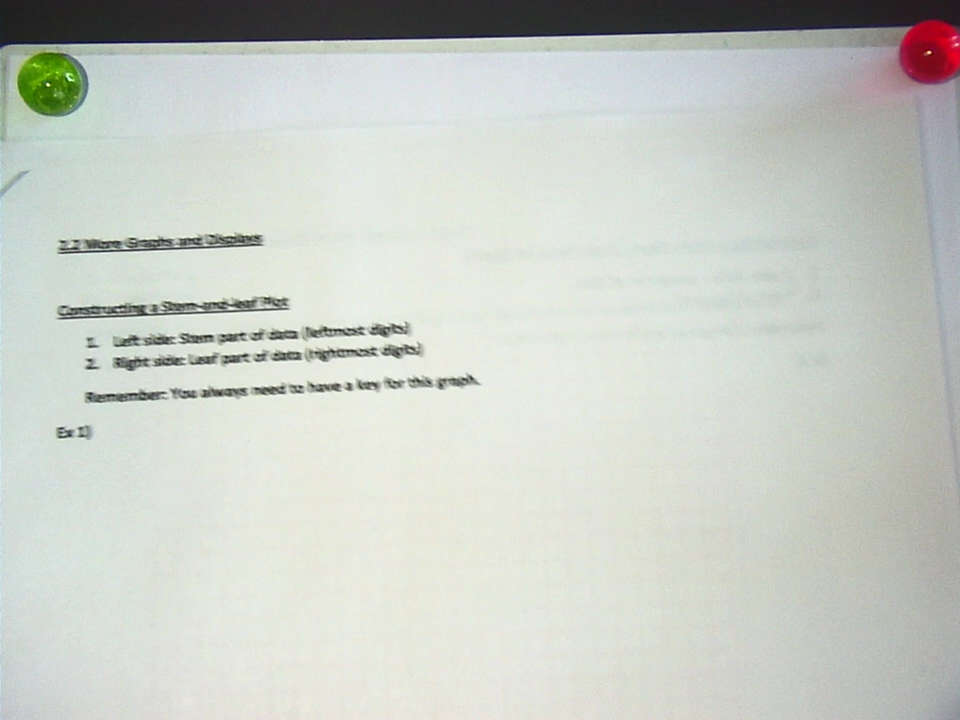 2.2 More Graphs and Displays
Constructing a Stem-and-leaf Plot
1. Left side: Stem part of data (leftmost digits)
2. Right side: Leaf part of data (rightmost digits)
Remember: You always need to have a key for this graph.
Ex 1)